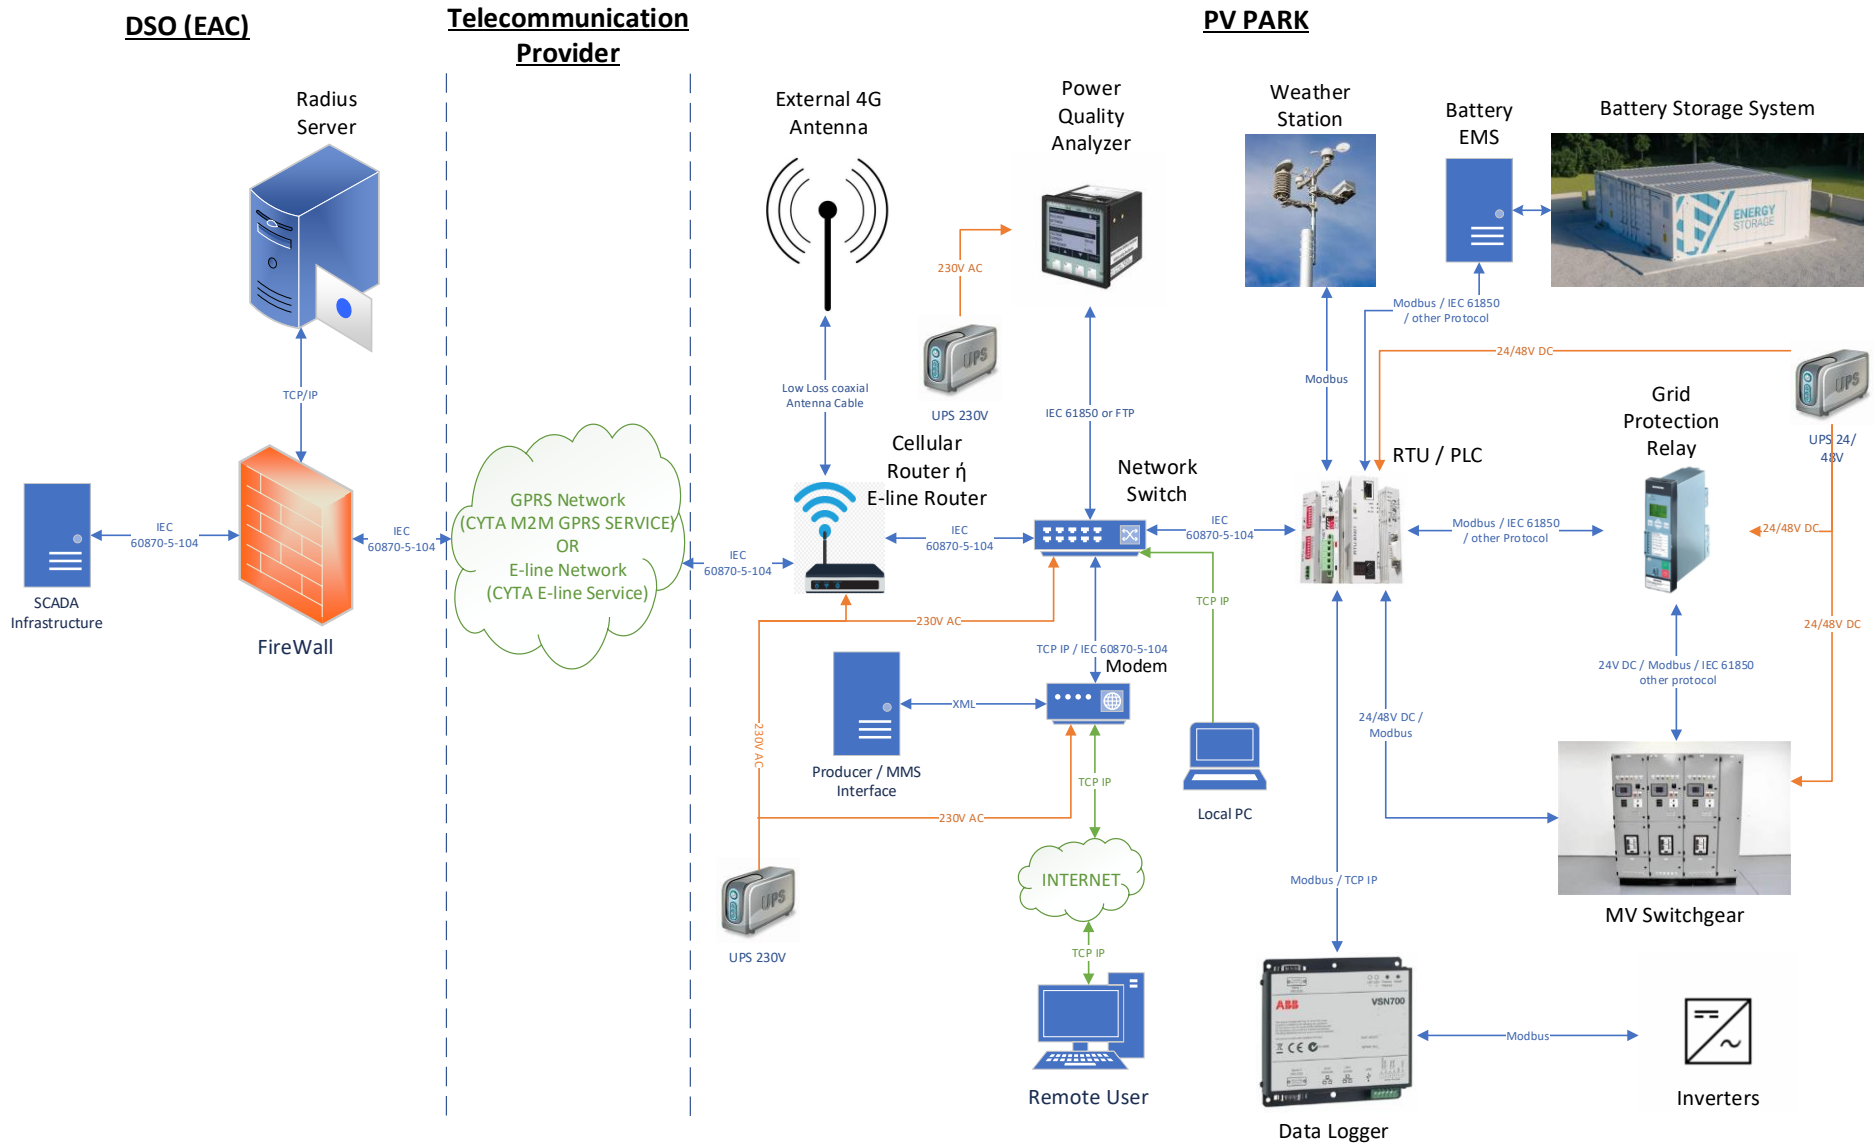 DSO (EAC)
Telecommunication
Provider
PV PARK
Radius
Server
External 4G
Antenna
Power
Quality
Analyzer
Weather
Station
Battery
EMS
Battery Storage System
ENERGY
STORAGE
230V AC
UPS
UPS 230V
Modbus / IEC 61850
/ other Protocol
24/48V DC
UPS
UPS 24/
48V
TCP/IP
Low Loss coaxial
Antenna Cable
IEC 61850 or FTP
Modbus
Grid
Protection
Relay
Cellular
Router ή
E-line Router
Network
Switch
RTU / PLC
GPRS Network
(CYTA M2M GPRS SERVICE)
OR
E-line Network
(CYTA E-line Service)
IEC
60870-5-104
IEC
60870-5-104
IEC
60870-5-104
IEC
60870-5-104
IEC
60870-5-104
Modbus / IEC 61850
/ other Protocol
24/48V DC
SCADA
Infrastructure
FireWall
230V AC
TCP IP
24/48V DC
TCP IP / IEC 60870-5-104
Modem
24V DC / Modbus / IEC 61850
other protocol
XML
230V AC
24/48V DC /
Modbus
Producer / MMS
Interface
TCP IP
Local PC
230V AC
INTERNET
Modbus / TCP IP
MV Switchgear
UPS
UPS 230V
TCP IP
ABB
VSN700
Modbus
Remote User
Inverters
Data Logger